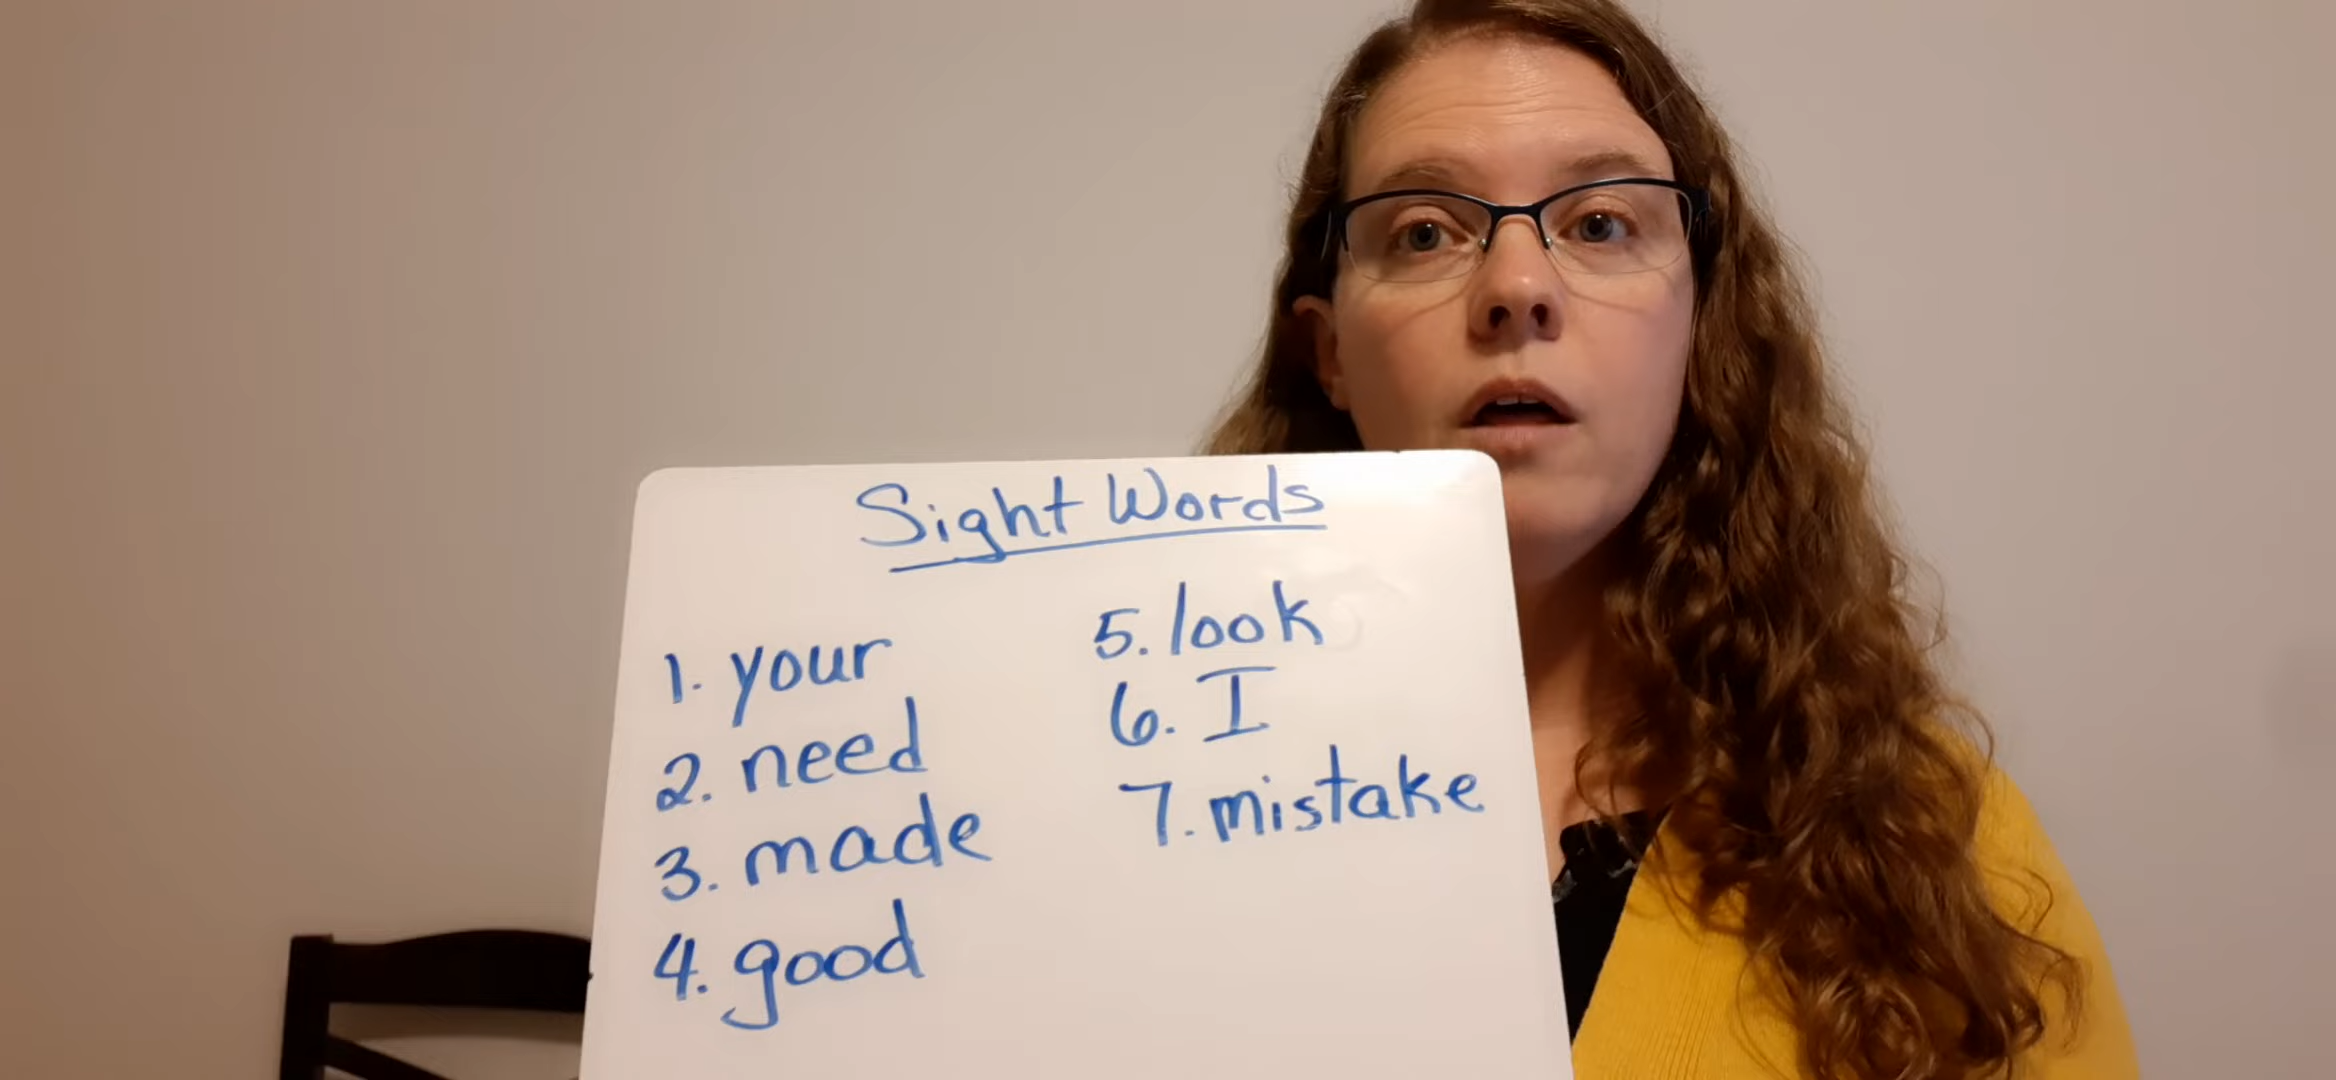 Sight Words
1. your
2. need
3. made
4. good
5. look
6. I
7. mistake